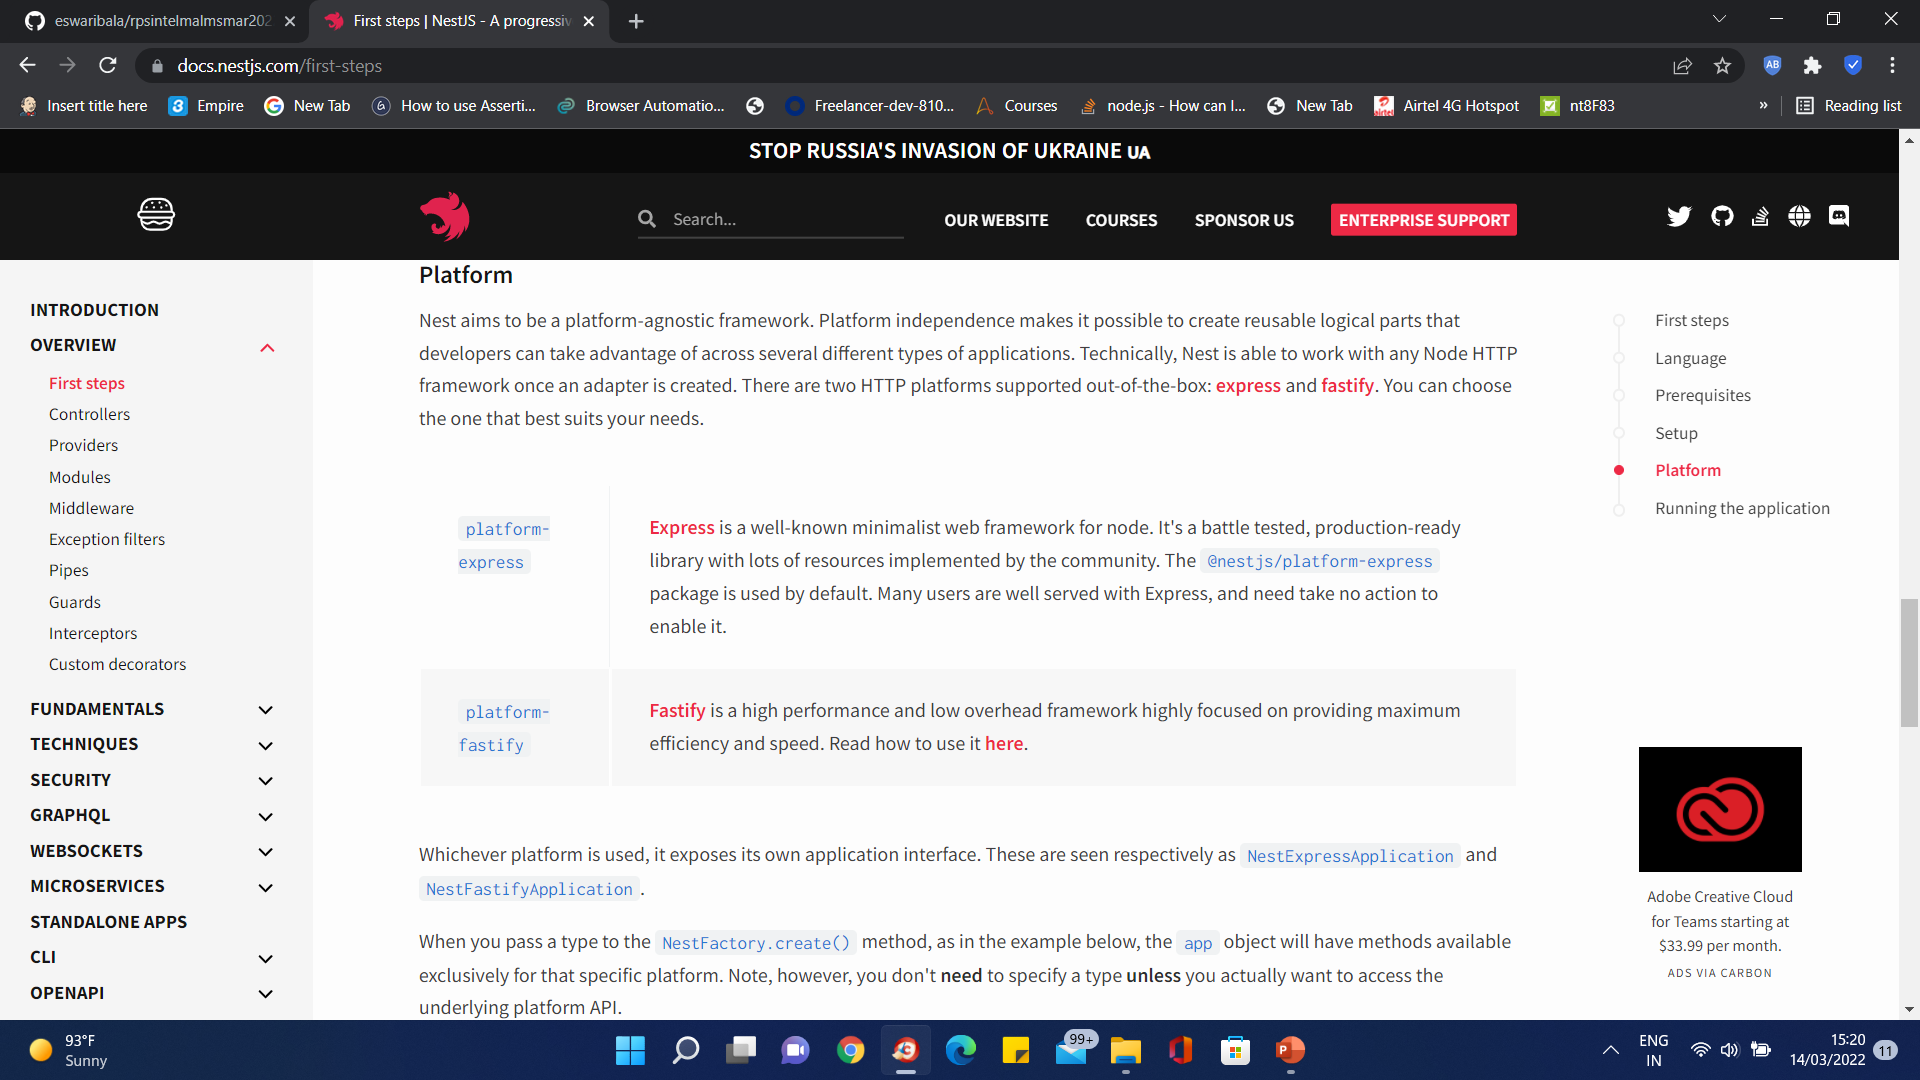 eswaribala/rpsintelmalmsmar202
First steps | NestJS - A progressiv
docs.nestjs.com/first-steps
Insert title here
Empire
New Tab
How to use Asserti...
Browser Automatio...
Freelancer-dev-810...
Courses
node.js - How can I...
New Tab
Airtel 4G Hotspot
nt8F83
»
Reading list
STOP RUSSIA'S INVASION OF UKRAINE UA
Search...
OUR WEBSITE
COURSES
SPONSOR US
ENTERPRISE SUPPORT
INTRODUCTION
OVERVIEW
First steps
Controllers
Providers
Modules
Middleware
Exception filters
Pipes
Guards
Interceptors
Custom decorators
FUNDAMENTALS
TECHNIQUES
SECURITY
GRAPHQL
WEBSOCKETS
MICROSERVICES
STANDALONE APPS
CLI
OPENAPI
Platform
Nest aims to be a platform-agnostic framework. Platform independence makes it possible to create reusable logical parts that
developers can take advantage of across several different types of applications. Technically, Nest is able to work with any Node HTTP
framework once an adapter is created. There are two HTTP platforms supported out-of-the-box: express and fastify. You can choose
the one that best suits your needs.
platform-
express
Express is a well-known minimalist web framework for node. It's a battle tested, production-ready
library with lots of resources implemented by the community. The @nestjs/platform-express
package is used by default. Many users are well served with Express, and need take no action to
enable it.
platform-
fastify
Fastify is a high performance and low overhead framework highly focused on providing maximum
efficiency and speed. Read how to use it here.
Whichever platform is used, it exposes its own application interface. These are seen respectively as NestExpressApplication and
NestFastifyApplication.
When you pass a type to the NestFactory.create() method, as in the example below, the app object will have methods available
exclusively for that specific platform. Note, however, you don't need to specify a type unless you actually want to access the
underlying platform API.
First steps
Language
Prerequisites
Setup
Platform
Running the application
Adobe Creative Cloud
for Teams starting at
$33.99 per month.
ADS VIA CARBON
93°F
Sunny
99+
ENG
IN
15:20
14/03/2022
11